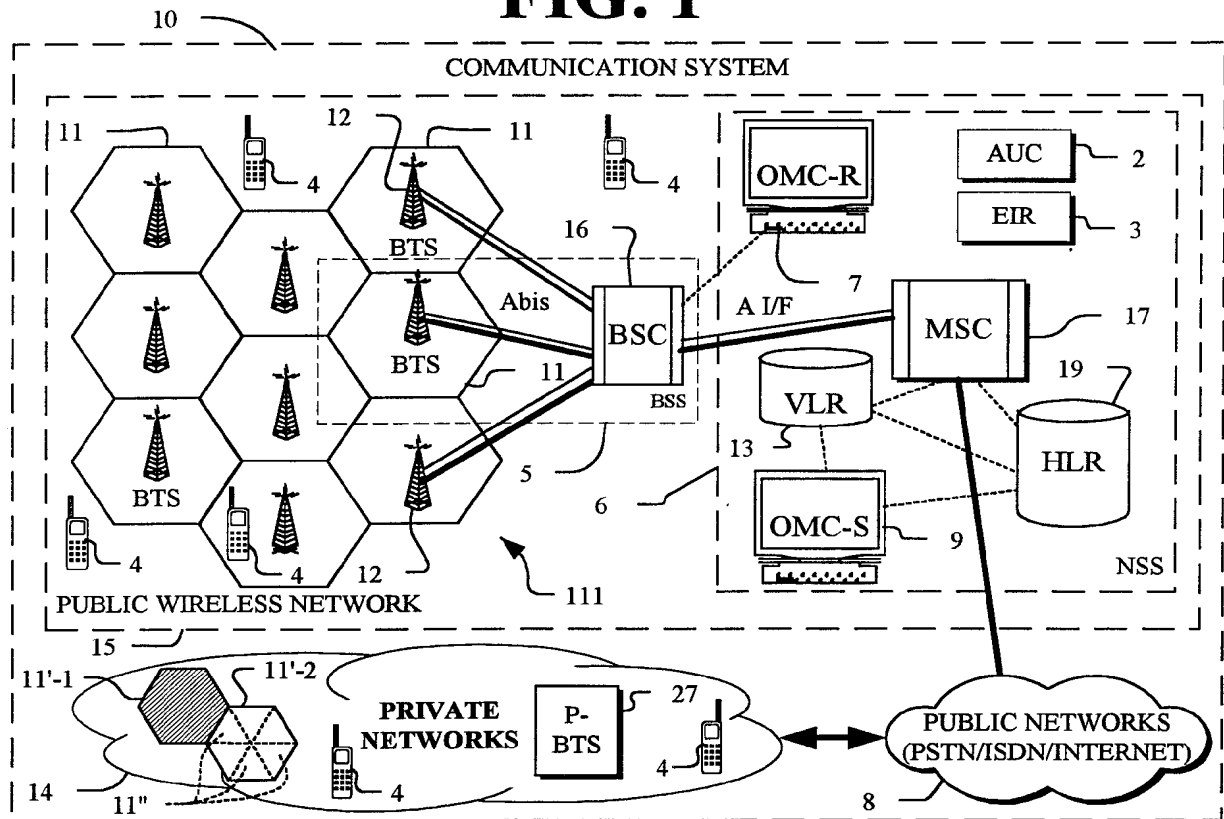 FIG. 1
10
COMMUNICATION SYSTEM
11
12
11
4
4
OMC-R
AUC
2
EIR
3
BTS
16
7
Abis
BSC
A I/F
MSC
17
BTS
11
BSS
VLR
19
13
HLR
5
6
BTS
OMC-S
9
4
4
12
111
NSS
PUBLIC WIRELESS NETWORK
15
11'-1
11'-2
27
PRIVATE
NETWORKS
P-
BTS
PUBLIC NETWORKS
(PSTN/ISDN/INTERNET)
4
4
14
11"
8